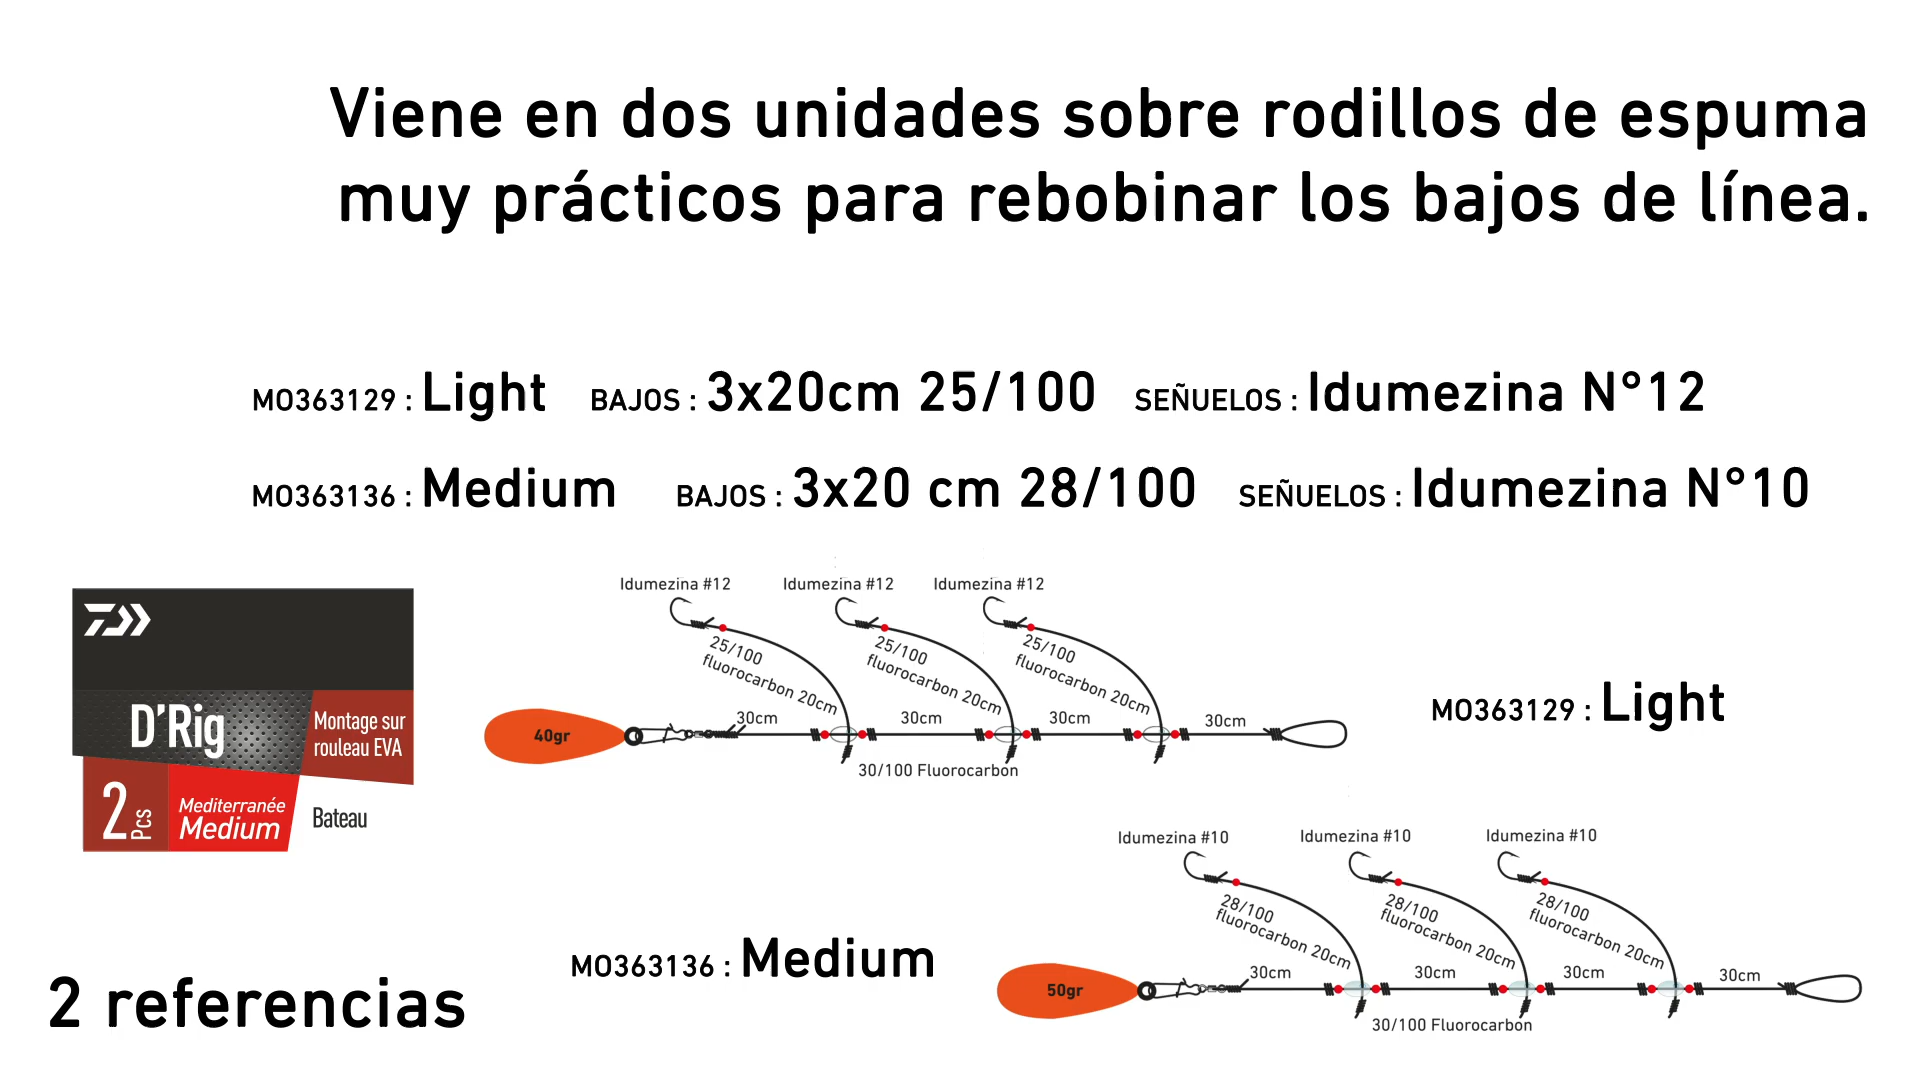 Viene en dos unidades sobre rodillos de espuma
muy prácticos para rebobinar los bajos de línea.
MO363129 : Light BAJOS : 3x20cm 25/100 SEÑUELOS : Idumezina N°12
MO363136 : Medium BAJOS : 3x20 cm 28/100 SEÑUELOS : Idumezina N°10
D'Rig
Montage sur
rouleau EVA
2 Pcs
Mediterranée
Medium
Bateau
Idumezina #12 Idumezina #12 Idumezina #12
25/100
fluorocarbon 20cm
25/100
fluorocarbon 20cm
25/100
fluorocarbon 20cm
40gr
30cm 30cm 30cm 30cm
30/100 Fluorocarbon
MO363129 : Light
Idumezina #10 Idumezina #10 Idumezina #10
28/100
fluorocarbon 20cm
28/100
fluorocarbon 20cm
28/100
fluorocarbon 20cm
50gr
30cm 30cm 30cm 30cm
30/100 Fluorocarbon
MO363136 : Medium
2 referencias